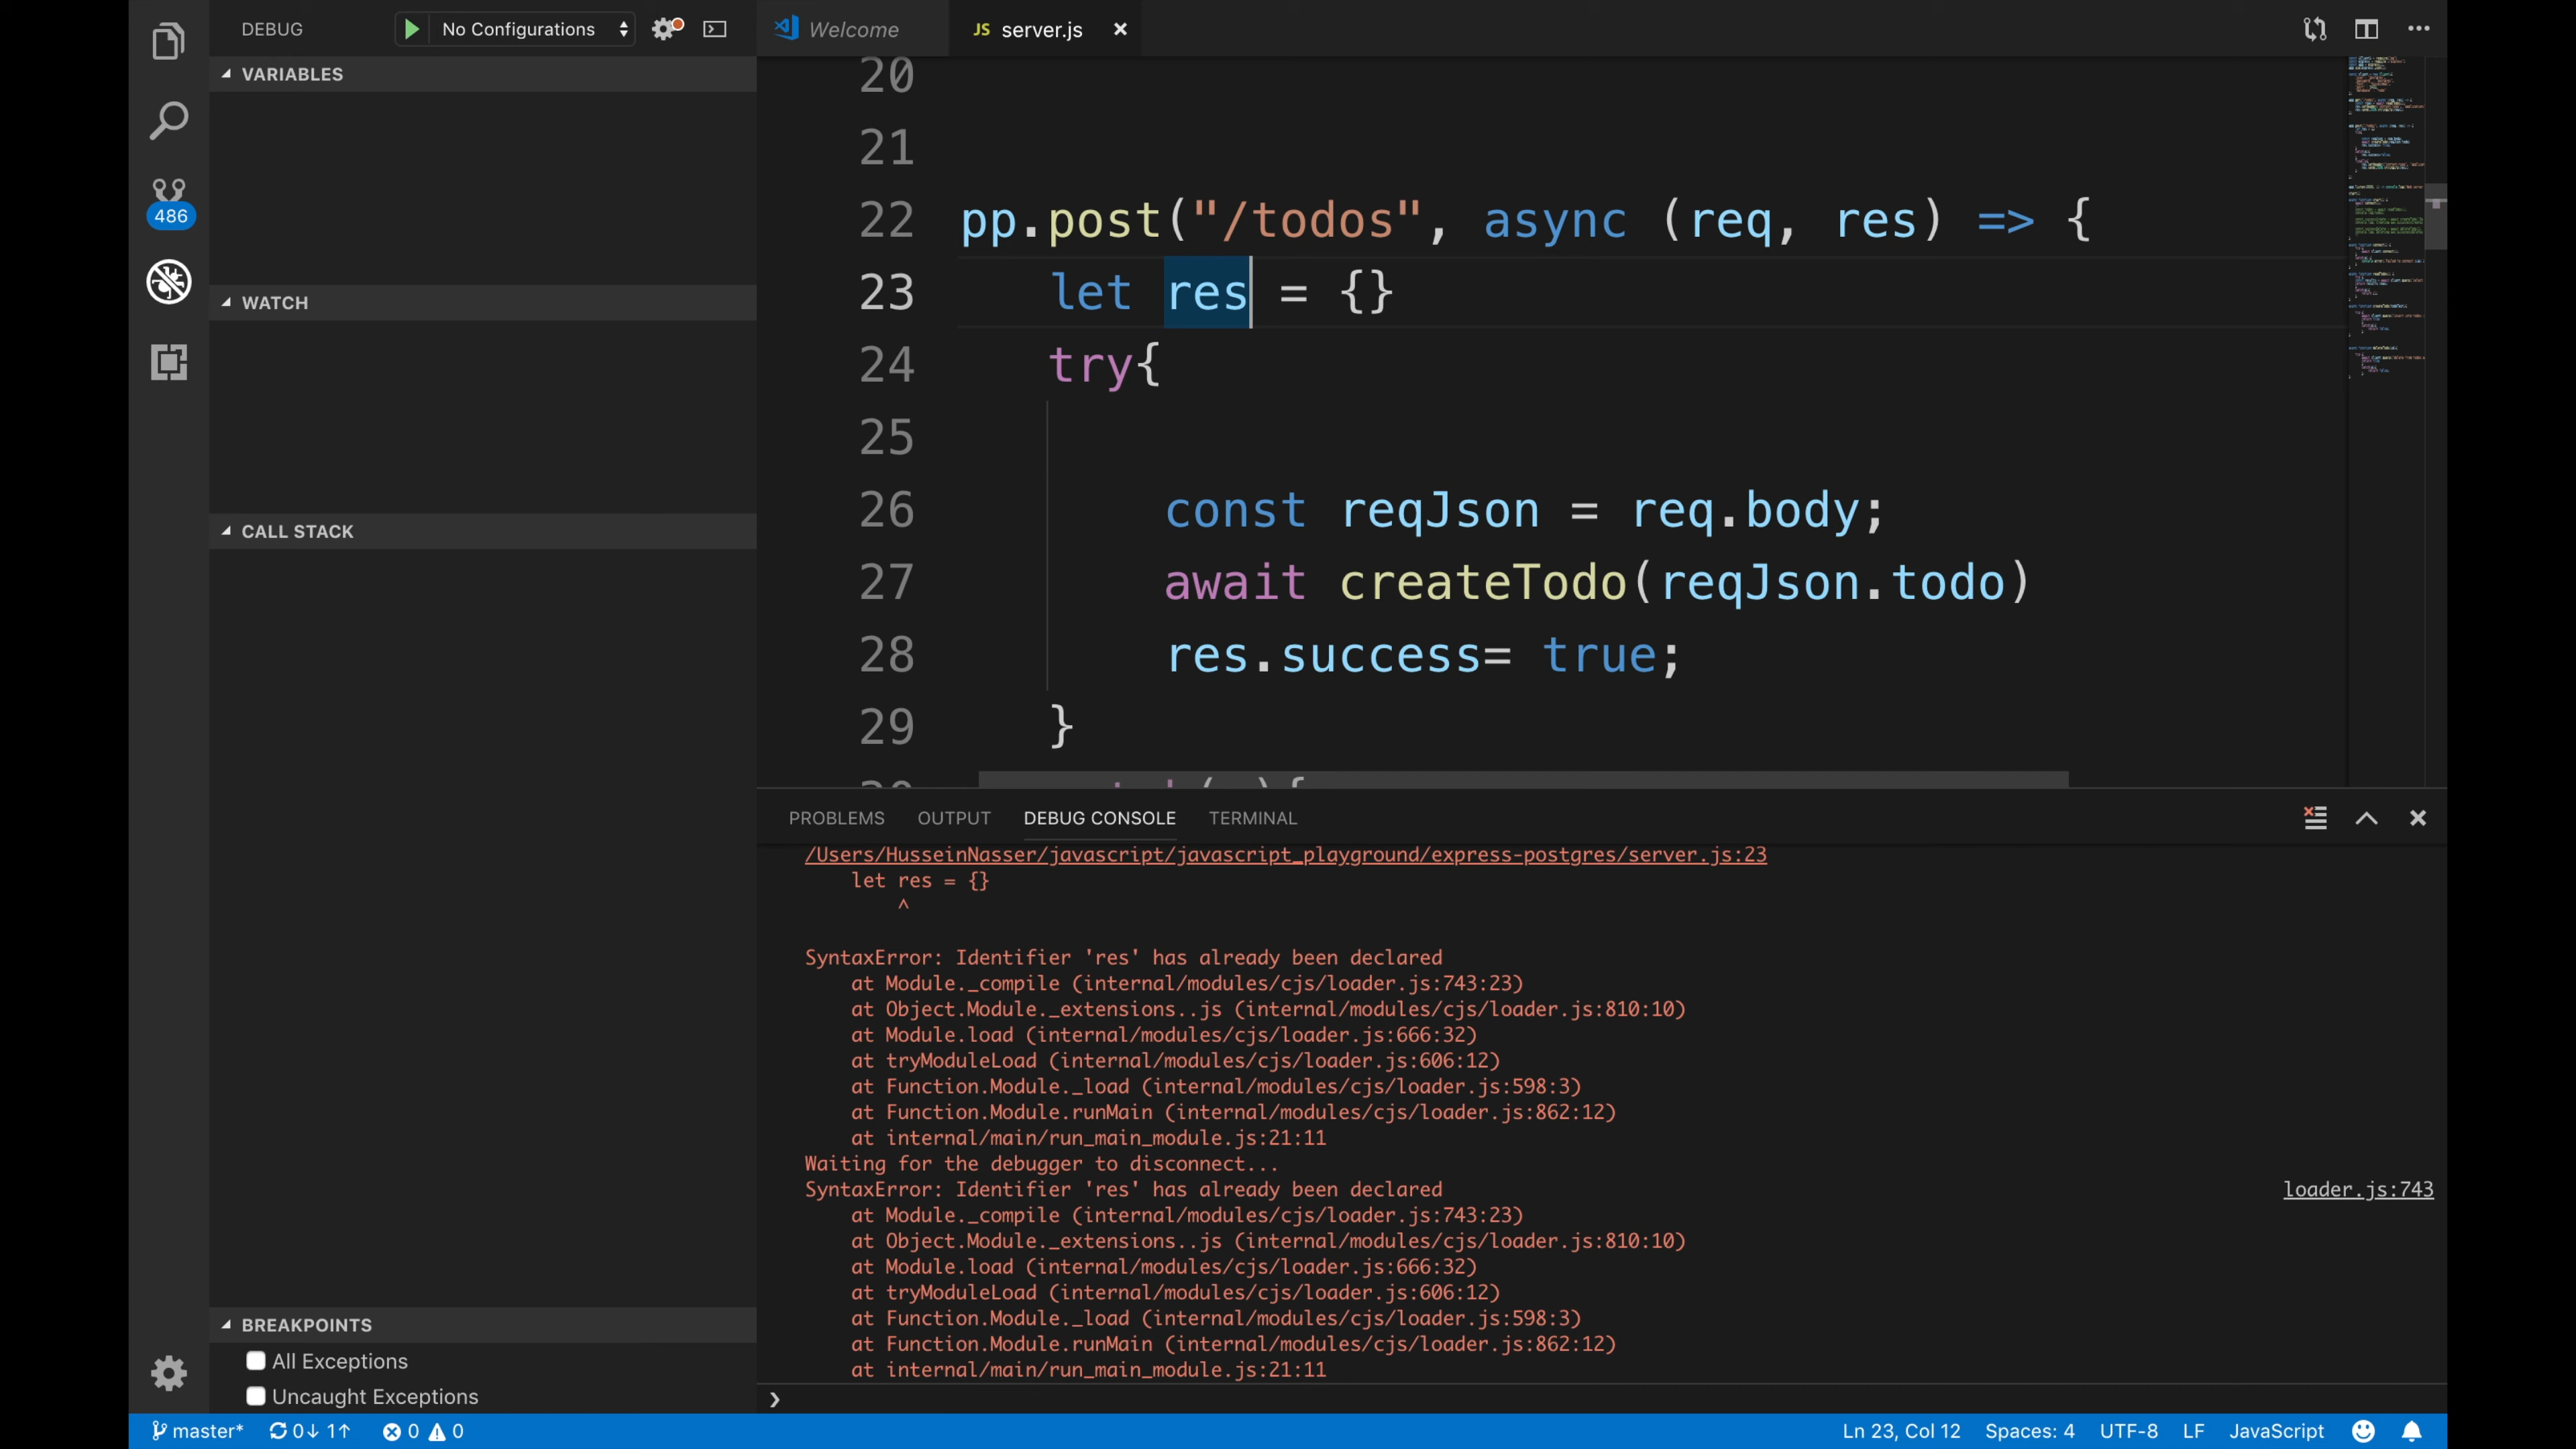 DEBUG
No Configurations
Welcome
JS server.js
VARIABLES
486
WATCH
CALL STACK
BREAKPOINTS
All Exceptions
Uncaught Exceptions
20
21
22 pp.post("/todos", async (req, res) => {
23 let res = {}
24 try{
25
26 const reqJson = req.body;
27 await createTodo(reqJson.todo)
28 res.success= true;
29 }
PROBLEMS OUTPUT DEBUG CONSOLE TERMINAL
/Users/HusseinNasser/javascript/javascript_playground/express-postgres/server.js:23
let res = {}
^
SyntaxError: Identifier 'res' has already been declared
at Module._compile (internal/modules/cjs/loader.js:743:23)
at Object.Module._extensions..js (internal/modules/cjs/loader.js:810:10)
at Module.load (internal/modules/cjs/loader.js:666:32)
at tryModuleLoad (internal/modules/cjs/loader.js:606:12)
at Function.Module._load (internal/modules/cjs/loader.js:598:3)
at Function.Module.runMain (internal/modules/cjs/loader.js:862:12)
at internal/main/run_main_module.js:21:11
Waiting for the debugger to disconnect...
SyntaxError: Identifier 'res' has already been declared loader.js:743
at Module._compile (internal/modules/cjs/loader.js:743:23)
at Object.Module._extensions..js (internal/modules/cjs/loader.js:810:10)
at Module.load (internal/modules/cjs/loader.js:666:32)
at tryModuleLoad (internal/modules/cjs/loader.js:606:12)
at Function.Module._load (internal/modules/cjs/loader.js:598:3)
at Function.Module.runMain (internal/modules/cjs/loader.js:862:12)
at internal/main/run_main_module.js:21:11
master* 0↓ 1↑ 0 0 Ln 23, Col 12 Spaces: 4 UTF-8 LF JavaScript